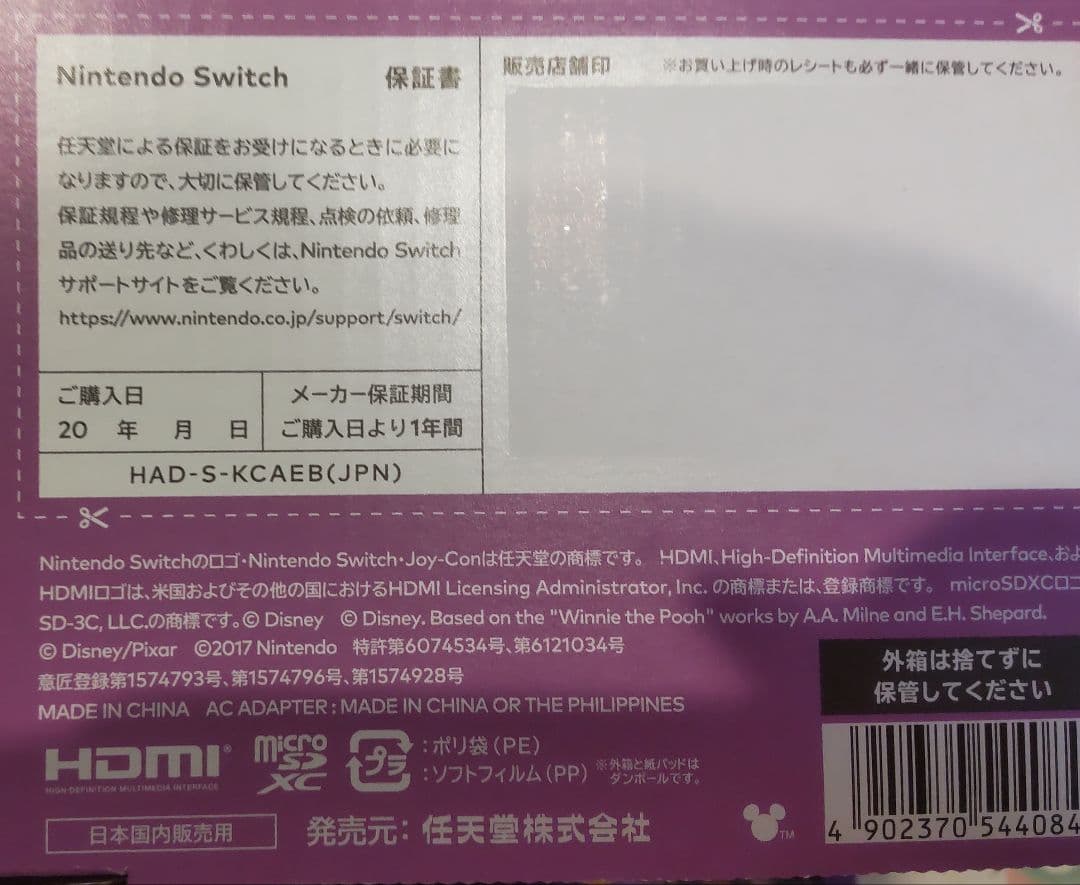 Nintendo Switch 保証書
任天堂による保証をお受けになるときに必要に
なりますので、大切に保管してください。
保証規程や修理サービス規程、点検の依頼、修理
品の送り先など、くわしくは、Nintendo Switch
サポートサイトをご覧ください。
https://www.nintendo.co.jp/support/switch/
ご購入日
20 年 月 日
メーカー保証期間
ご購入日より1年間
HAD-S-KCAEB(JPN)
販売店舗印 ※お買い上げ時のレシートも必ず一緒に保管してください。
Nintendo Switchのロゴ・Nintendo Switch・Joy-Conは任天堂の商標です。 HDMI、High-Definition Multimedia Interface、およ
HDMIロゴは、米国およびその他の国におけるHDMI Licensing Administrator, Inc. の商標または、登録商標です。 microSDXCロゴ
SD-3C, LLC.の商標です。© Disney © Disney. Based on the "Winnie the Pooh" works by A.A. Milne and E.H. Shepard.
© Disney/Pixar ©2017 Nintendo 特許第6074534号、第6121034号
意匠登録第1574793号、第1574796号、第1574928号
MADE IN CHINA AC ADAPTER : MADE IN CHINA OR THE PHILIPPINES
外箱は捨てずに
保管してください
HDMI®
HIGH-DEFINITION MULTIMEDIA INTERFACE
micro
SD
XC
プラ
:ポリ袋(PE)
:ソフトフィルム(PP)
※外箱と紙パッドは
ダンボールです。
日本国内販売用
発売元: 任天堂株式会社
TM
4 902370 544084